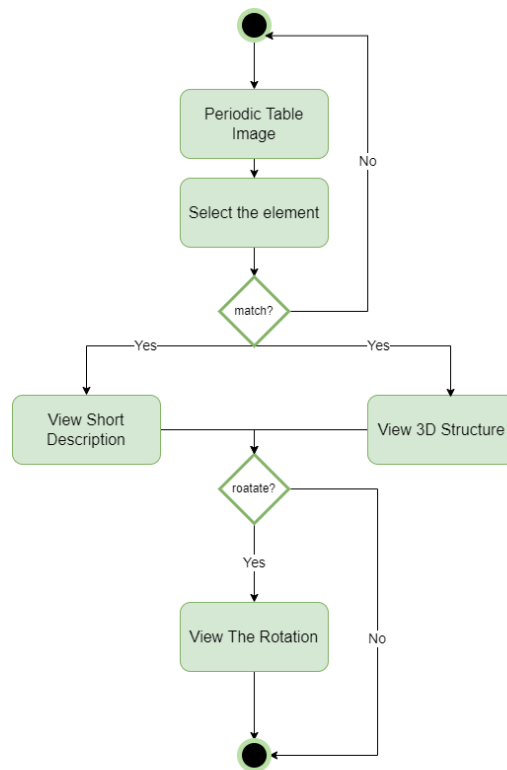 Periodic Table
Image
No
Select the element
match?
Yes
Yes
View Short
Description
View 3D Structure
roatate?
Yes
View The Rotation
No